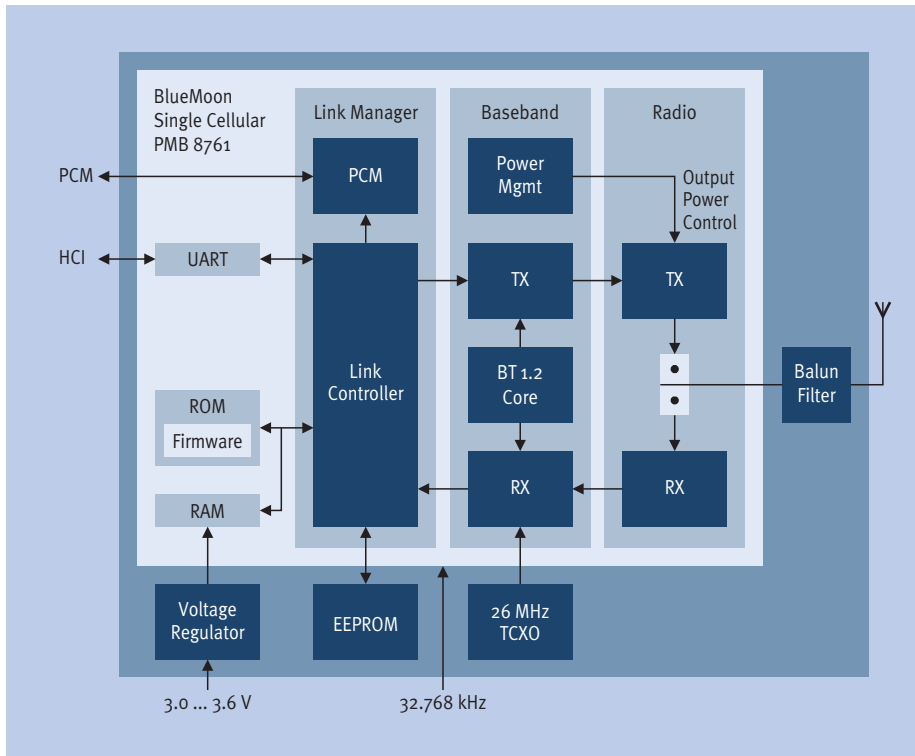 BlueMoon
Single Cellular
PMB 8761
Link Manager
Baseband
Radio
PCM
PCM
Power
Mgmt
Output
Power
Control
HCI
UART
TX
TX
Link
Controller
BT 1.2
Core
Balun
Filter
ROM
Firmware
RX
RX
RAM
Voltage
Regulator
EEPROM
26 MHz
TCXO
3.0 ... 3.6 V
32.768 kHz